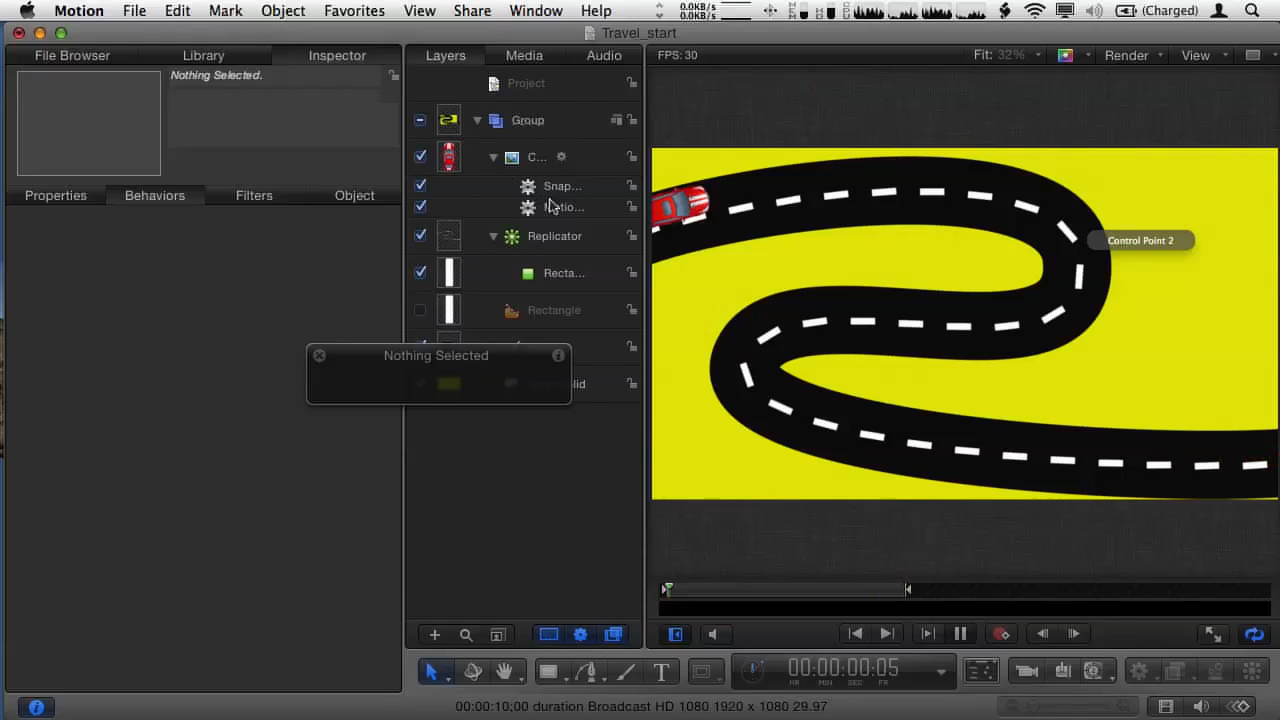 Motion File Edit Mark Object Favorites View Share Window Help 0.0KB/s 0.0KB/s (Charged)
Travel_start
File Browser Library Inspector Layers Media Audio FPS: 30 Fit: 32% Render View
Nothing Selected.
Project
Group
C...
Properties Behaviors Filters Object
Snap...
Replicator
Control Point 2
Recta...
Rectangle
Nothing Selected
00:00:00:05
HR MIN SEC FR
00:00:10;00 duration Broadcast HD 1080 1920 x 1080 29.97